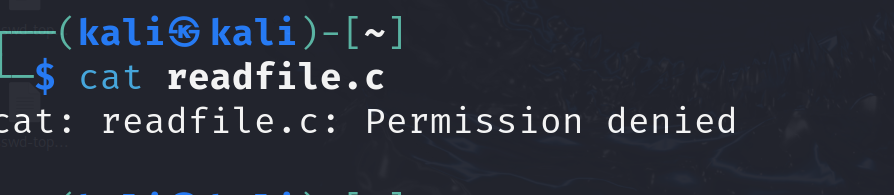 ┌──(kali㉿kali)-[~]
└─$ cat readfile.c
cat: readfile.c: Permission denied